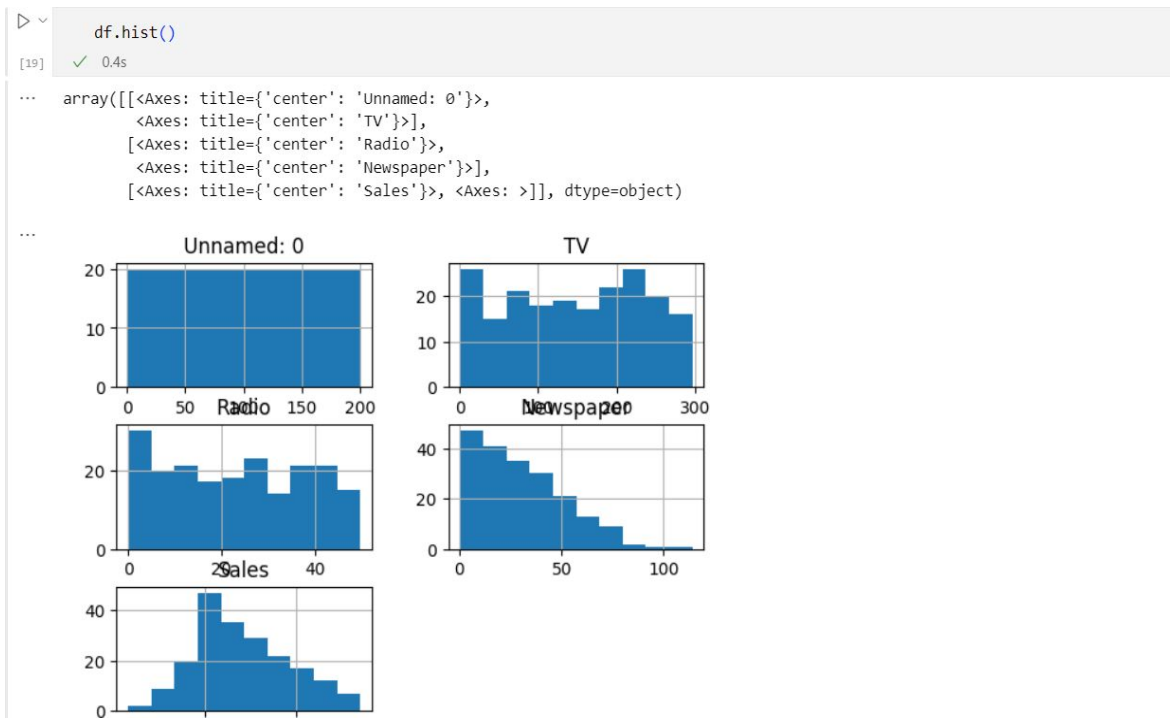 df.hist()
[19] ✓ 0.4s
... array([[<Axes: title={'center': 'Unnamed: 0'}>,
<Axes: title={'center': 'TV'}>],
[<Axes: title={'center': 'Radio'}>,
<Axes: title={'center': 'Newspaper'}>],
[<Axes: title={'center': 'Sales'}>, <Axes: >]], dtype=object)
...
Unnamed: 0 TV
20 20
10 10
0 0
0 50 100 150 200 0 100 200 300
Radio Newspaper
20 40
0 20
0
0 20 40 0 50 100
Sales
40
20
0